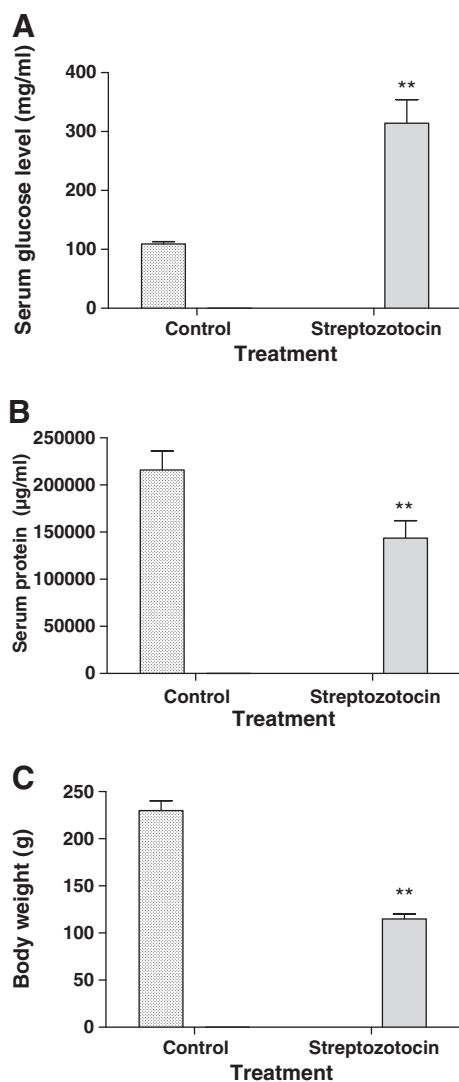 A
Serum glucose level (mg/ml)
400
300
200
100
0
**
Control
Streptozotocin
Treatment
B
Serum protein (µg/ml)
250000
200000
150000
100000
50000
0
**
Control
Streptozotocin
Treatment
C
Body weight (g)
250
200
150
100
50
0
**
Control
Streptozotocin
Treatment